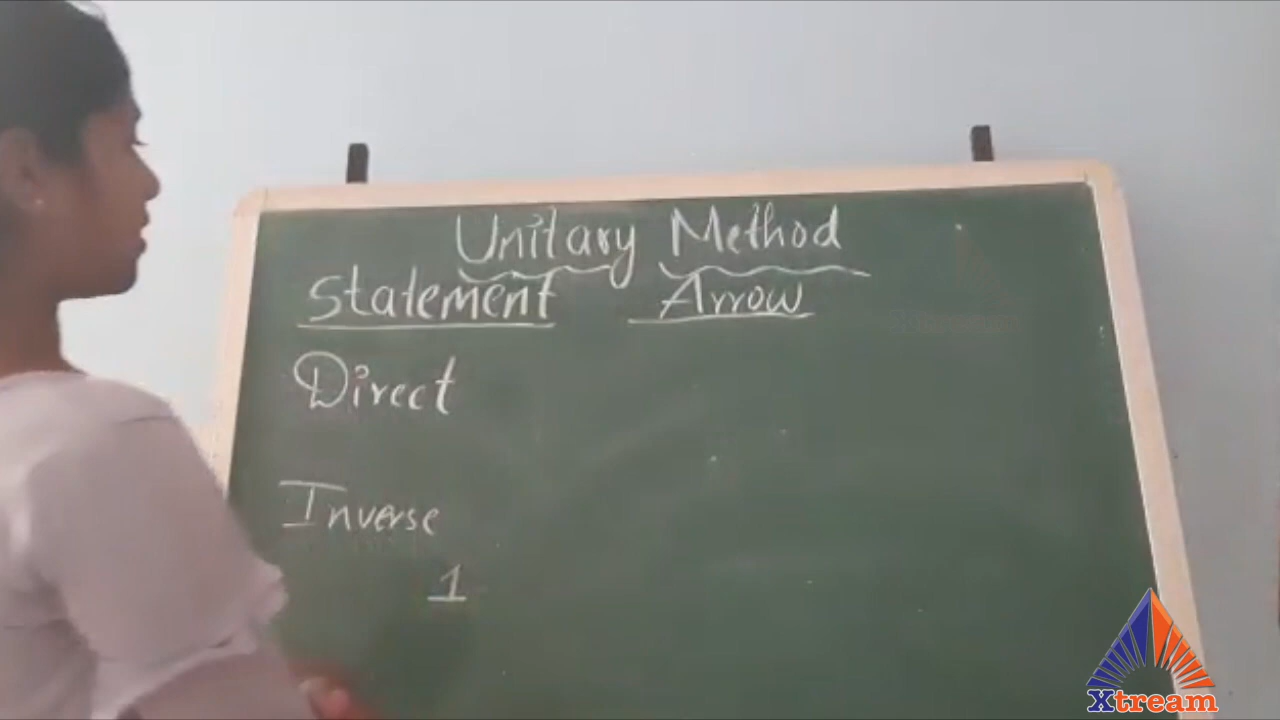 Unitary Method
Statement Arrow
Direct
Inverse
1
Xtream